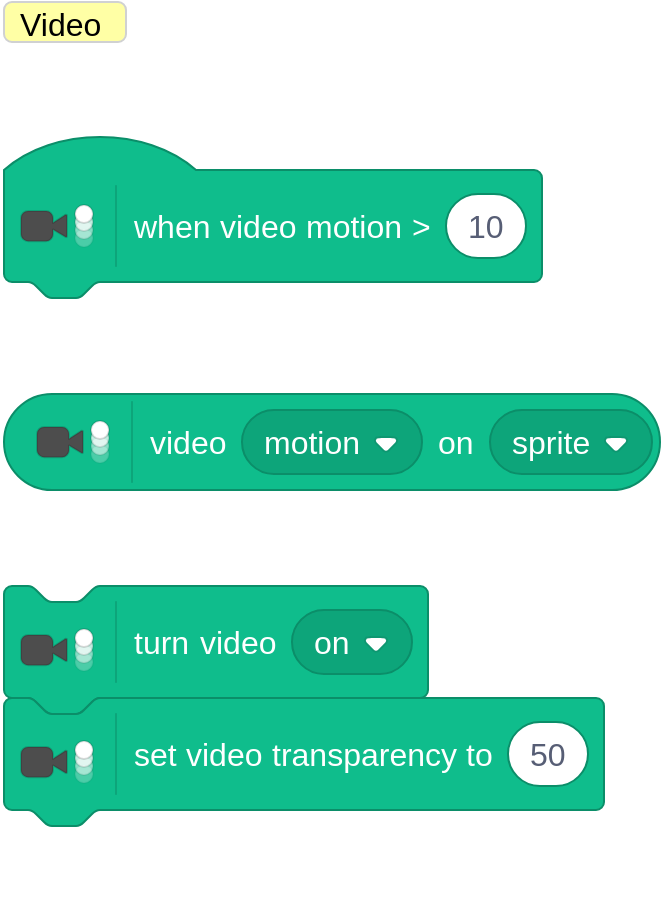 Video
when video motion > 10
video motion on sprite
turn video on
set video transparency to 50